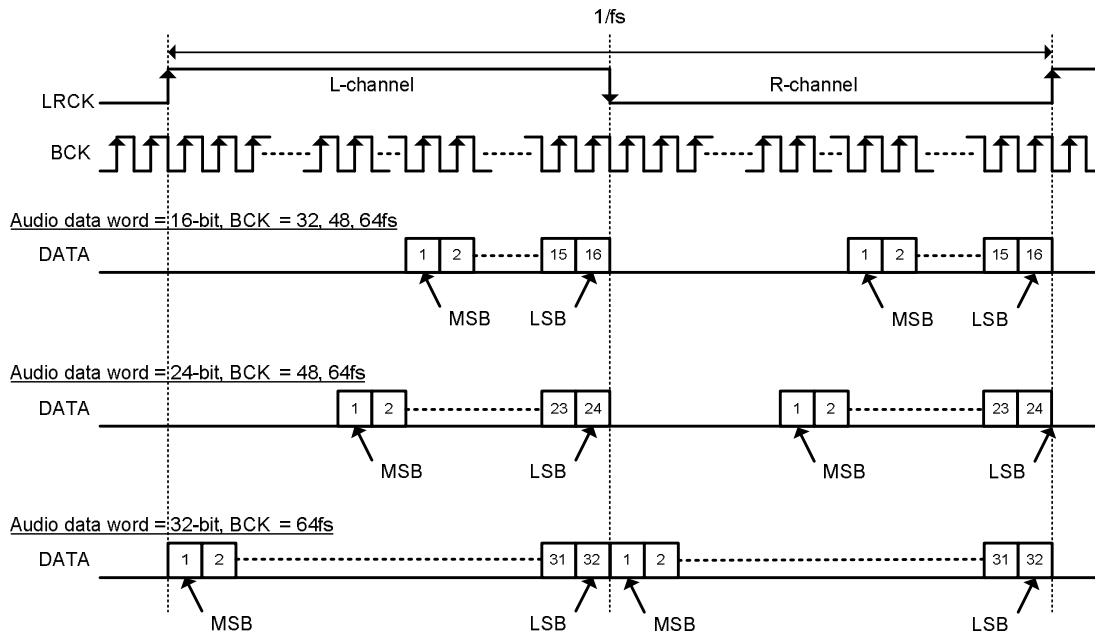 1/fs
L-channel R-channel
LRCK
BCK
Audio data word = 16-bit, BCK = 32, 48, 64fs
DATA 1 2 15 16 1 2 15 16
MSB LSB MSB LSB
Audio data word = 24-bit, BCK = 48, 64fs
DATA 1 2 23 24 1 2 23 24
MSB LSB MSB LSB
Audio data word = 32-bit, BCK = 64fs
DATA 1 2 31 32 1 2 31 32
MSB LSB MSB LSB